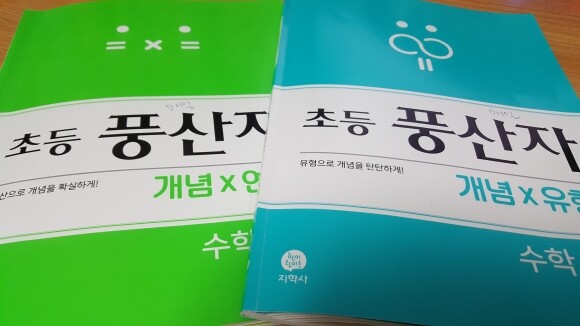 초등 풍산자
산으로 개념을 확실하게!
개념 X 연
수학
초등 풍산자
유형으로 개념을 탄탄하게!
개념 X 유형
수학
지학사